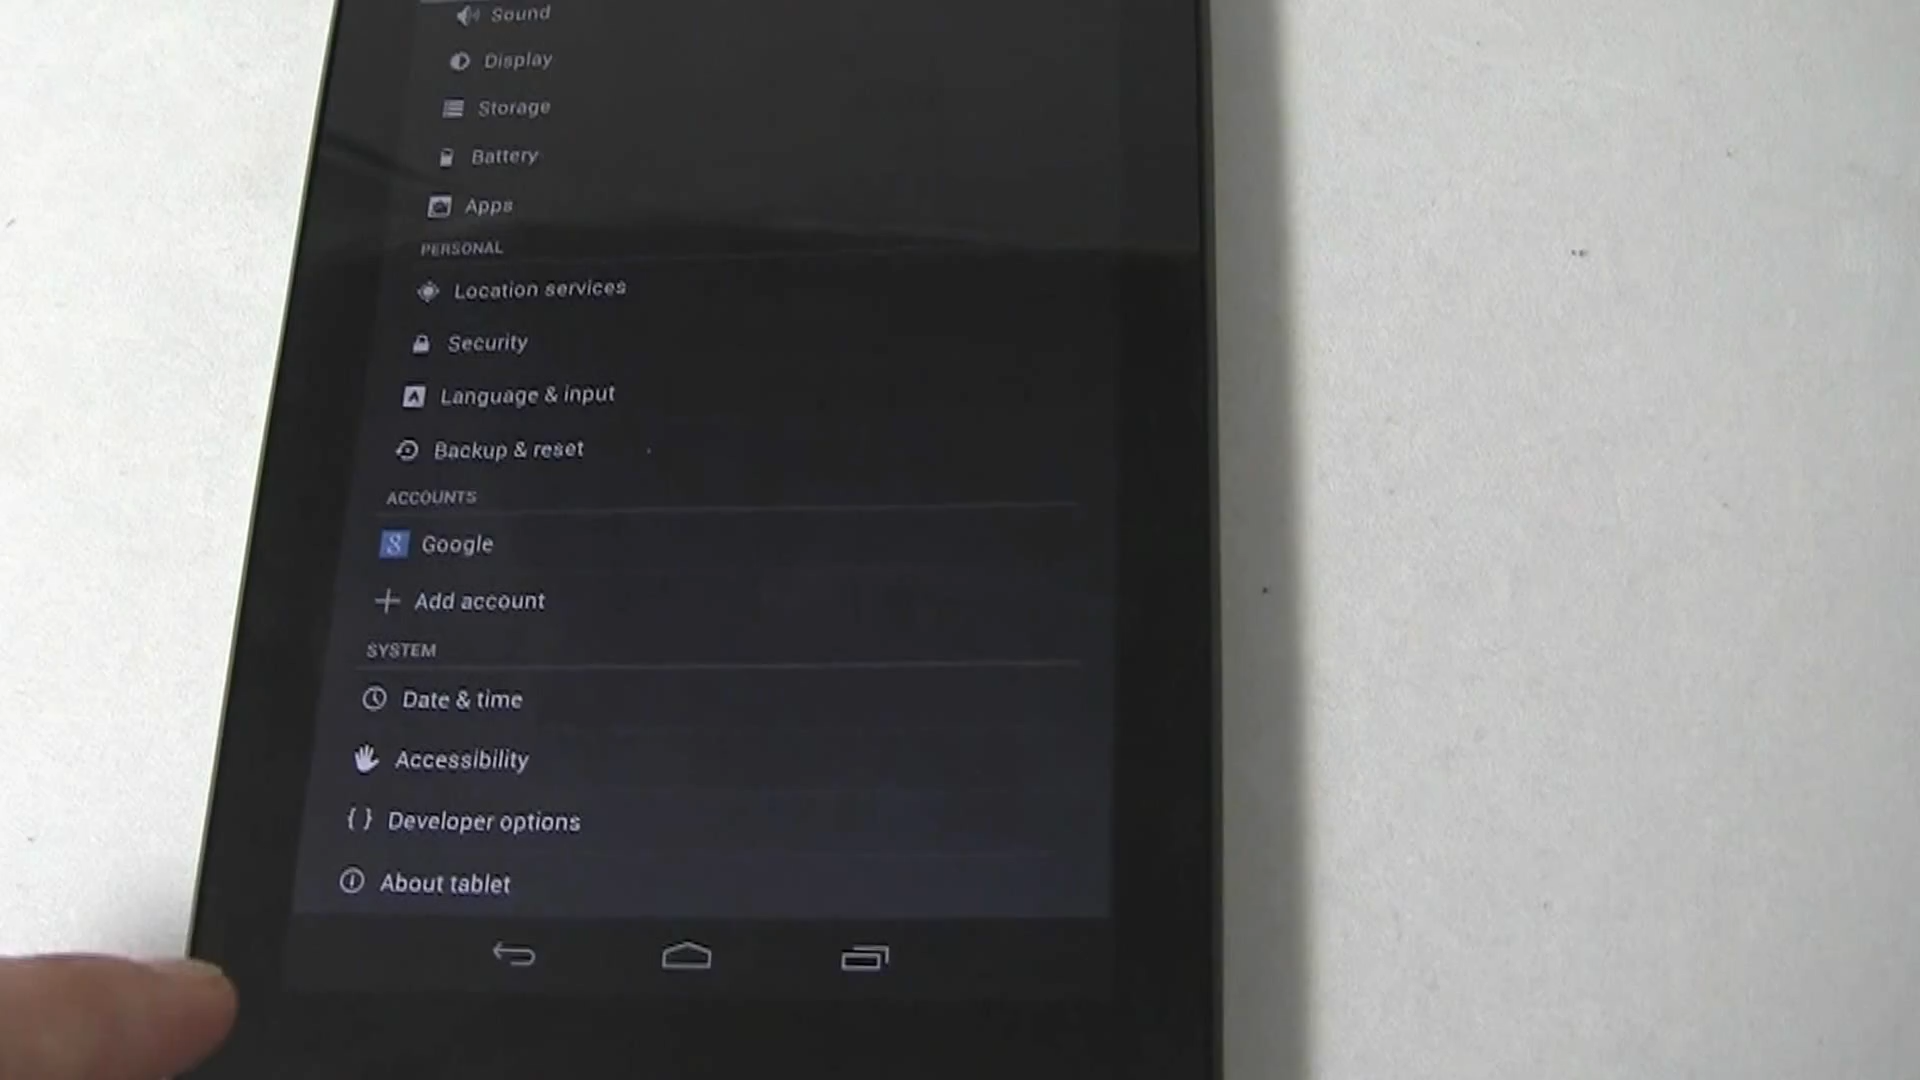 Sound
Display
Storage
Battery
Apps
PERSONAL
Location services
Security
Language & input
Backup & reset
ACCOUNTS
Google
Add account
SYSTEM
Date & time
Accessibility
Developer options
About tablet